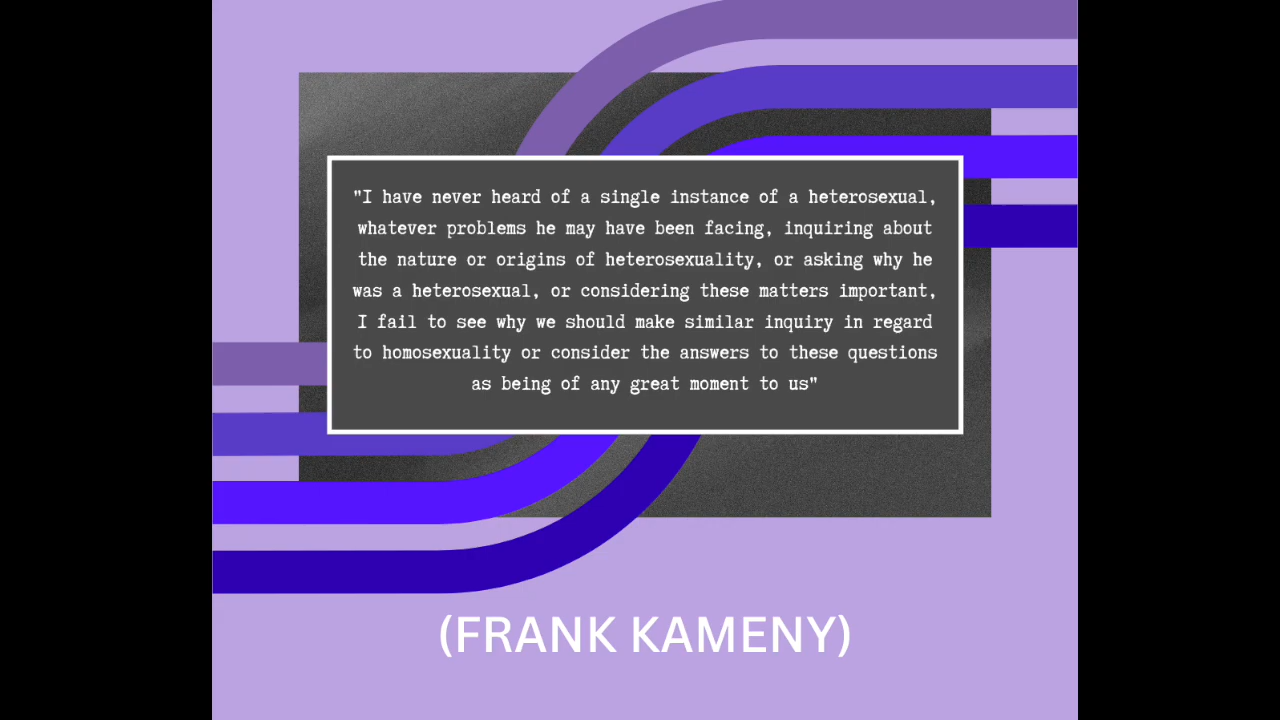 "I have never heard of a single instance of a heterosexual,
whatever problems he may have been facing, inquiring about
the nature or origins of heterosexuality, or asking why he
was a heterosexual, or considering these matters important,
I fail to see why we should make similar inquiry in regard
to homosexuality or consider the answers to these questions
as being of any great moment to us"
(FRANK KAMENY)